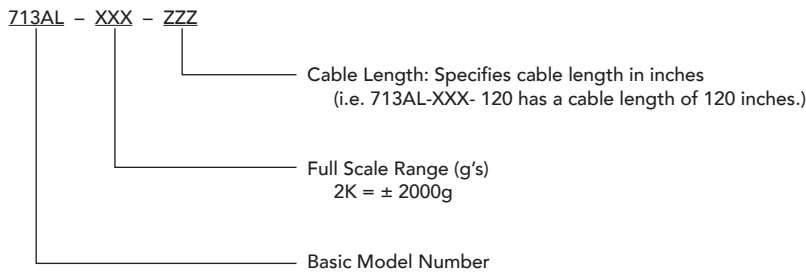 713AL – XXX – ZZZ
Cable Length: Specifies cable length in inches
(i.e. 713AL-XXX- 120 has a cable length of 120 inches.)
Full Scale Range (g's)
2K = ± 2000g
Basic Model Number